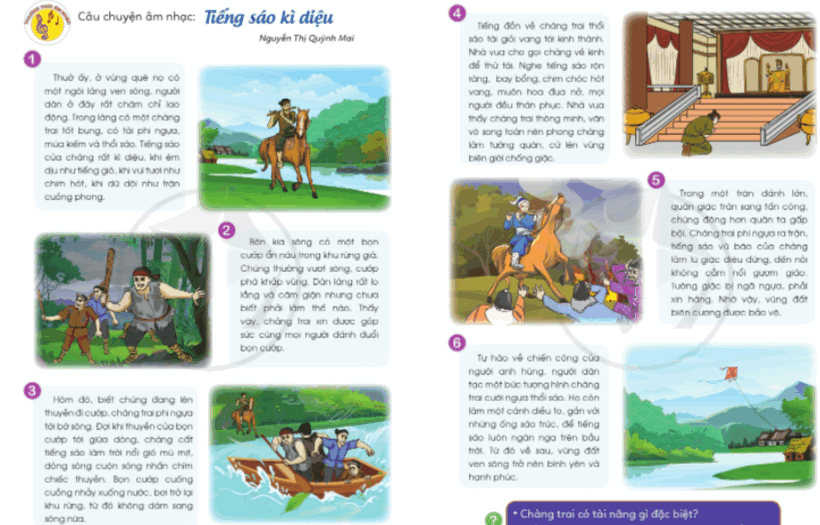 Câu chuyện âm nhạc: Tiếng sáo kì diệu
Nguyễn Thị Quỳnh Mai
1
Thuở ấy, ở vùng quê nọ có
một ngôi làng ven sông, người
dân ở đây rất chăm chỉ lao
động. Trong làng có một chàng
trai tốt bụng, có tài phi ngựa,
múa kiếm và thổi sáo. Tiếng sáo
của chàng rất kì diệu, khi êm
dịu như tiếng gió, khi vui tươi như
chim hót, khi dữ dội như trận
cuồng phong.
2
Bên kia sông có một bọn
cướp ẩn náu trong khu rừng già.
Chúng thường vượt sông, cướp
phá khắp vùng. Dân làng rất lo
lắng và căm giận nhưng chưa
biết phải làm thế nào. Thấy
vậy, chàng trai xin được góp
sức cùng mọi người đánh đuổi
bọn cướp.
3
Hôm đó, biết chúng đang lên
thuyền đi cướp, chàng trai phi ngựa
tới bờ sông. Đợi khi thuyền của bọn
cướp tới giữa dòng, chàng cất
tiếng sáo làm trời nổi gió mù mịt,
dòng sông cuộn sóng nhấn chìm
chiếc thuyền. Bọn cướp cuống
cuồng nhảy xuống nước, bơi trở lại
khu rừng, từ đó không dám sang
sông nữa.
4
Tiếng đồn về chàng trai thổi
sáo tài giỏi vang tới kinh thành.
Nhà vua cho gọi chàng về kinh
để thử tài. Nghe tiếng sáo rộn
ràng, bay bổng, chim chóc hót
vang, muôn hoa đua nở, mọi
người đều thán phục. Nhà vua
thấy chàng trai thông minh, văn
võ song toàn nên phong chàng
làm tướng quân, cử lên vùng
biên giới chống giặc.
5
Trong một trận đánh lớn,
quân giặc tràn sang tấn công,
chúng đông hơn quân ta gấp
bội. Chàng trai phi ngựa ra trận,
tiếng sáo vũ bão của chàng
làm lũ giặc điêu đứng, đến nỗi
không cầm nổi gươm giáo.
Tướng giặc bị ngã ngựa, phải
xin hàng. Nhờ vậy, vùng đất
biên cương được bảo vệ.
6
Tự hào về chiến công của
người anh hùng, người dân
tạc một bức tượng hình chàng
trai cưỡi ngựa thổi sáo. Họ còn
làm một cánh diều to, gắn với
những ống sáo trúc, để tiếng
sáo luôn ngân nga trên bầu
trời. Từ đó về sau, vùng đất
ven sông trở nên bình yên và
hạnh phúc.
? • Chàng trai có tài năng gì đặc biệt?